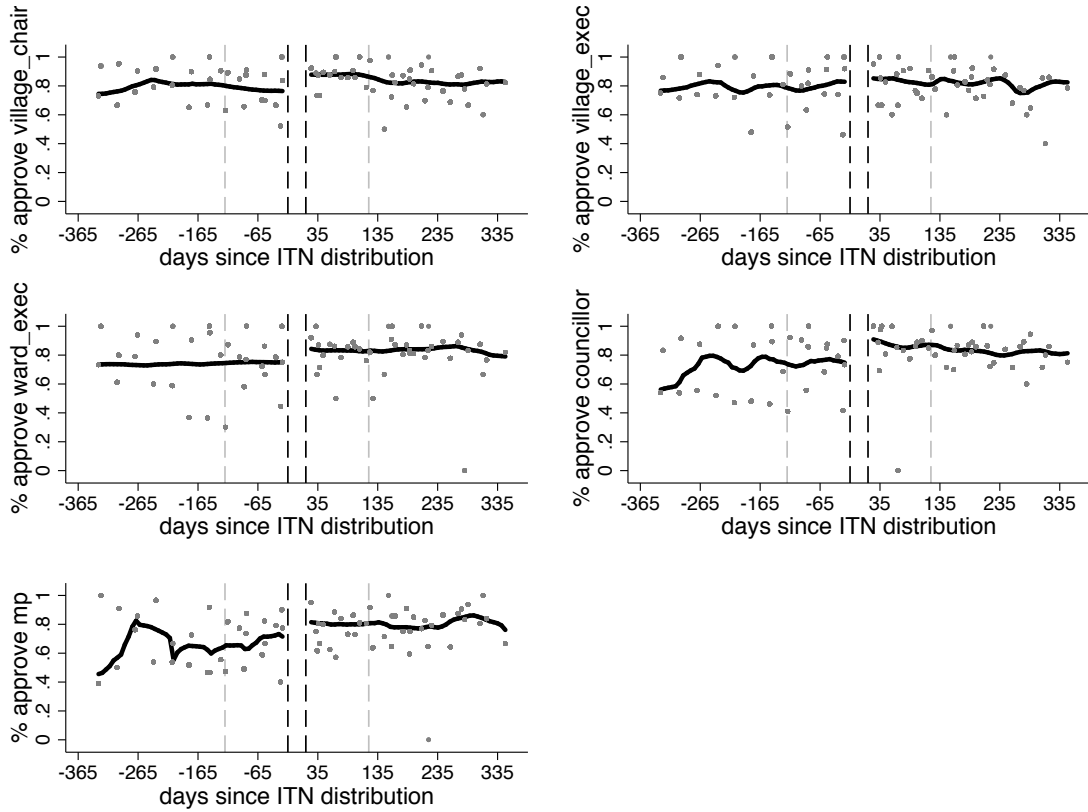 % approve village_chair
0 .2 .4 .6 .8 1
-365 -265 -165 -65 35 135 235 335
days since ITN distribution
% approve village_exec
0 .2 .4 .6 .8 1
-365 -265 -165 -65 35 135 235 335
days since ITN distribution
% approve ward_exec
0 .2 .4 .6 .8 1
-365 -265 -165 -65 35 135 235 335
days since ITN distribution
% approve councillor
0 .2 .4 .6 .8 1
-365 -265 -165 -65 35 135 235 335
days since ITN distribution
% approve mp
0 .2 .4 .6 .8 1
-365 -265 -165 -65 35 135 235 335
days since ITN distribution